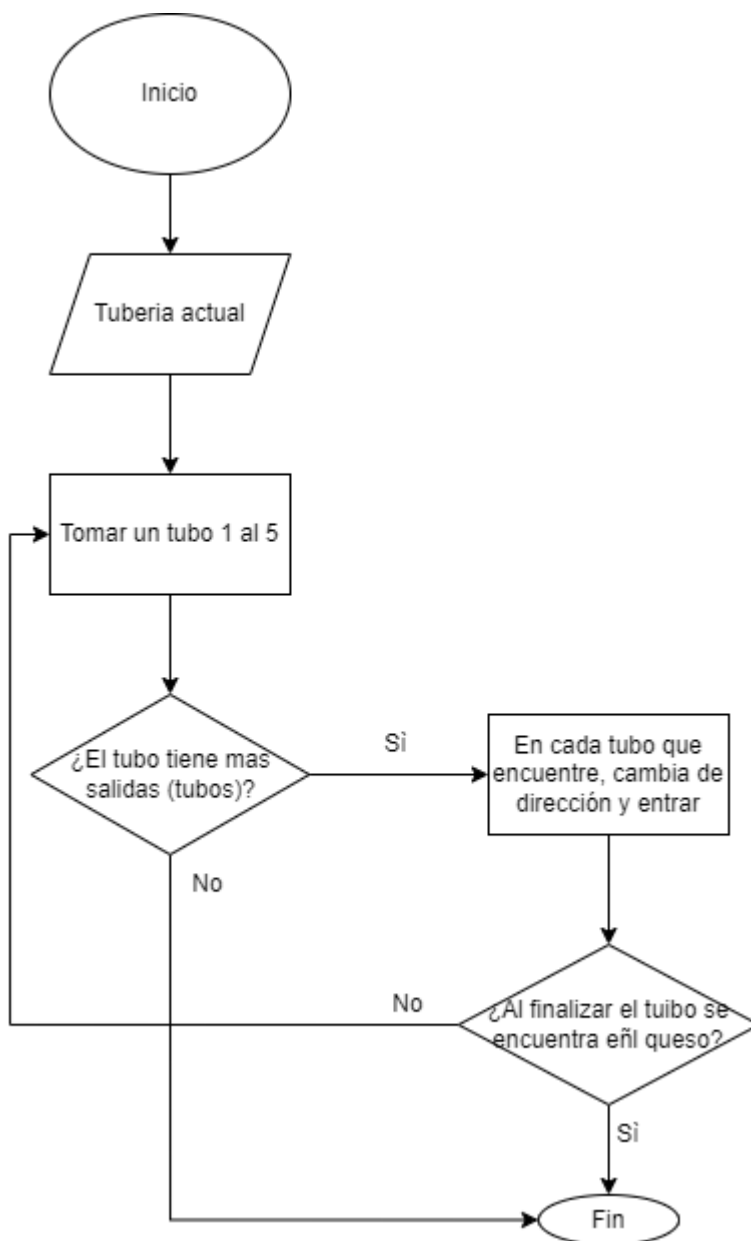 Inicio
Tuberia actual
Tomar un tubo 1 al 5
¿El tubo tiene mas
salidas (tubos)?
Sì
En cada tubo que
encuentre, cambia de
dirección y entrar
No
No
¿Al finalizar el tuibo se
encuentra eñl queso?
Sì
Fin